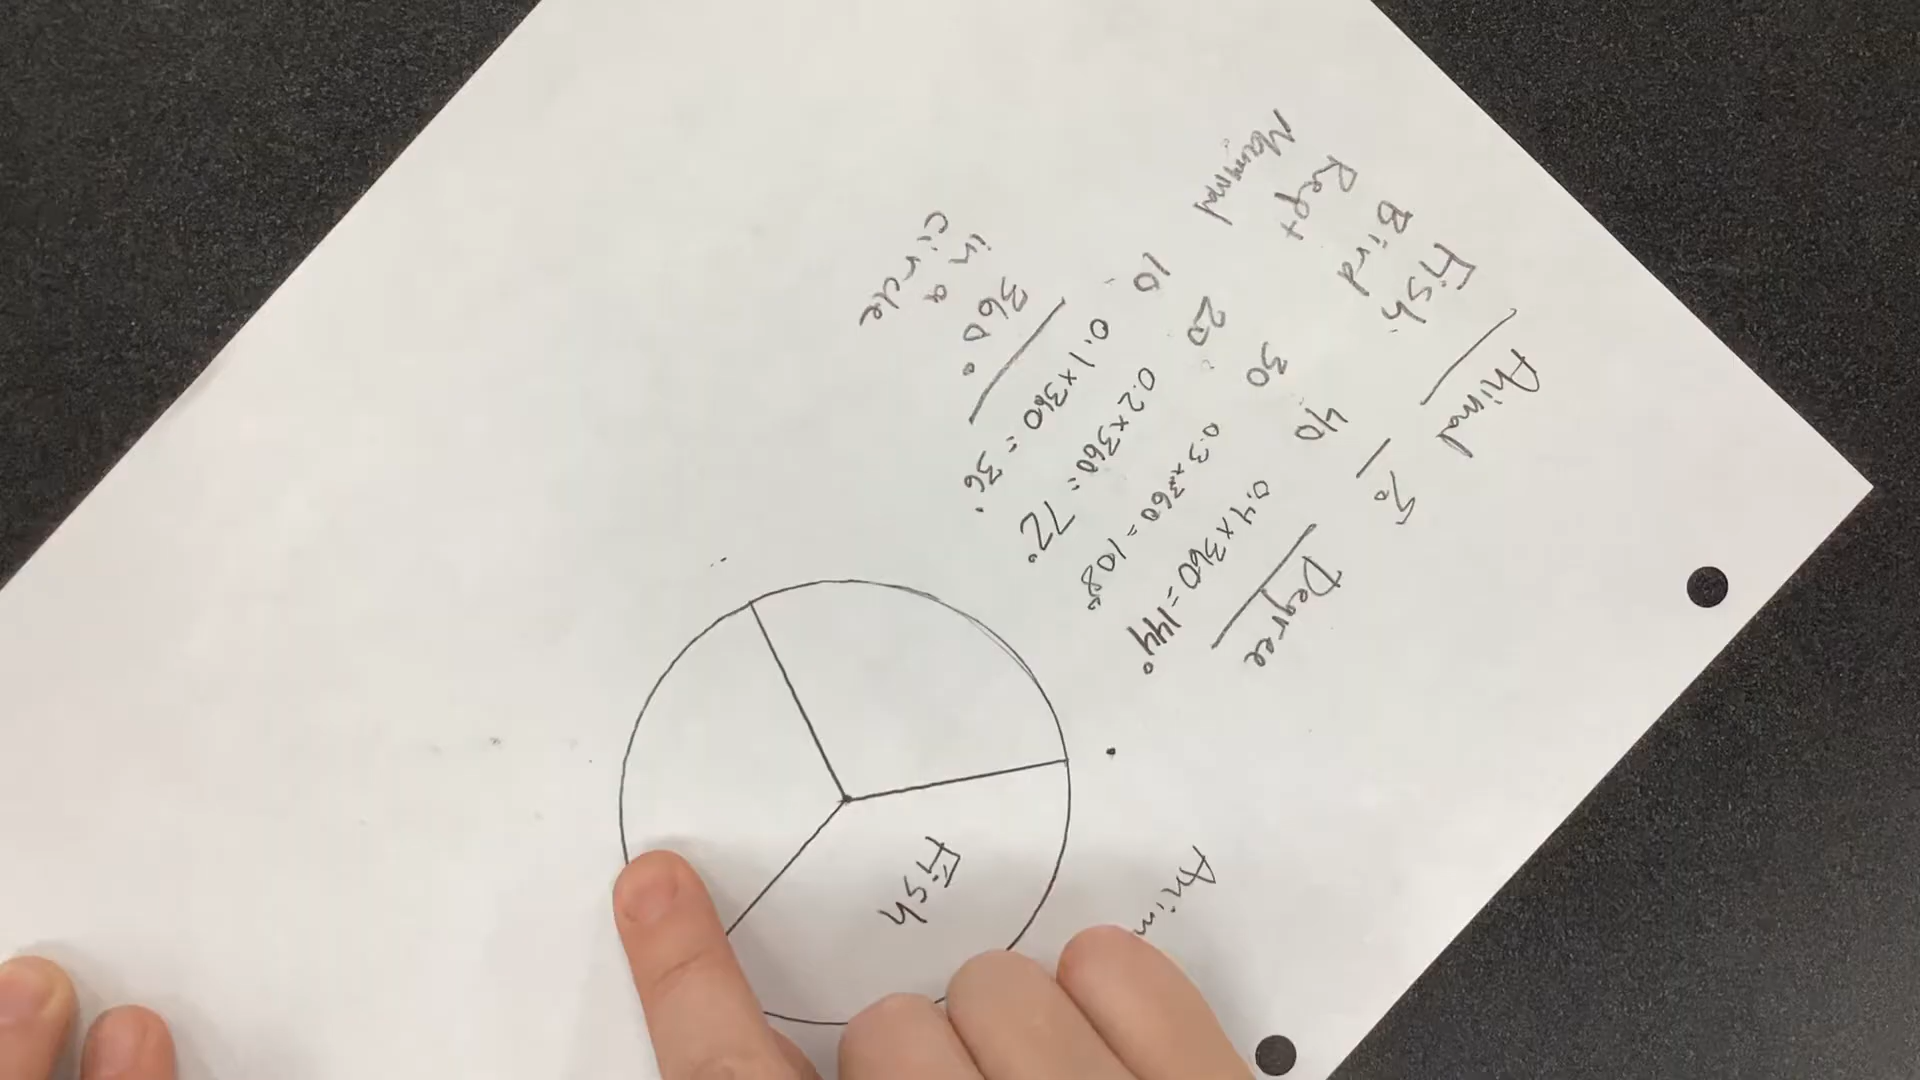 Animal % Degree
Fish 40 0.4 x 360 = 144°
Bird 30 0.3 x 360 = 108°
Rept 20 0.2 x 360 = 72°
Mammal 10 0.1 x 360 = 36°
360°
in a
circle
Anim
Fish